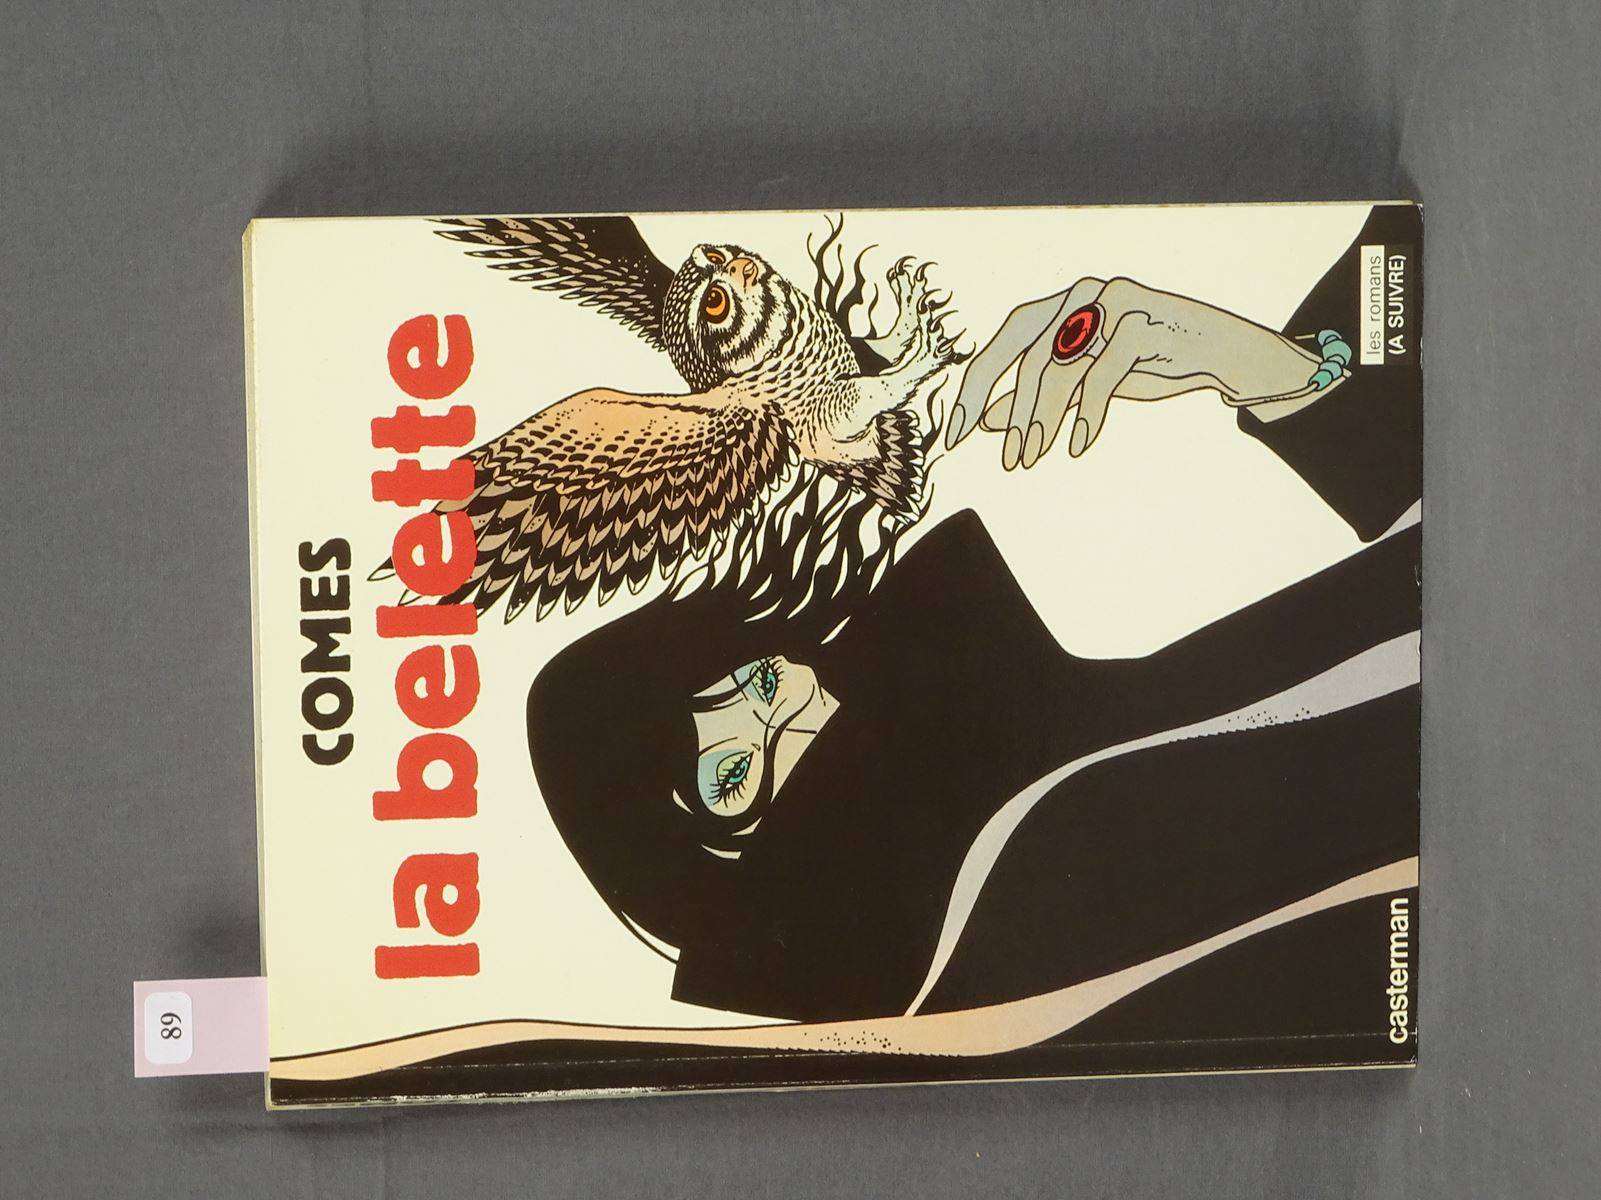 COMES
la belette
les romans
(A SUIVRE)
casterman
89